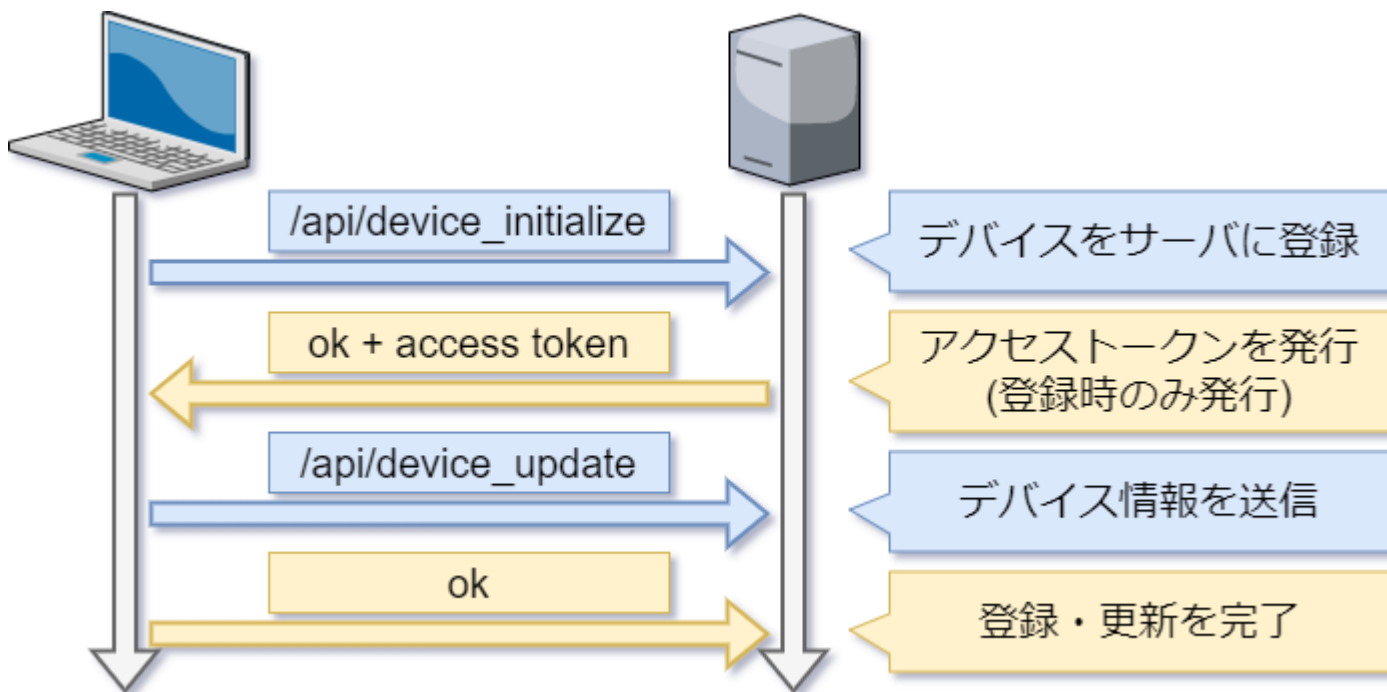 /api/device_initialize
デバイスをサーバに登録
ok + access token
アクセストークンを発行
(登録時のみ発行)
/api/device_update
デバイス情報を送信
ok
登録・更新を完了